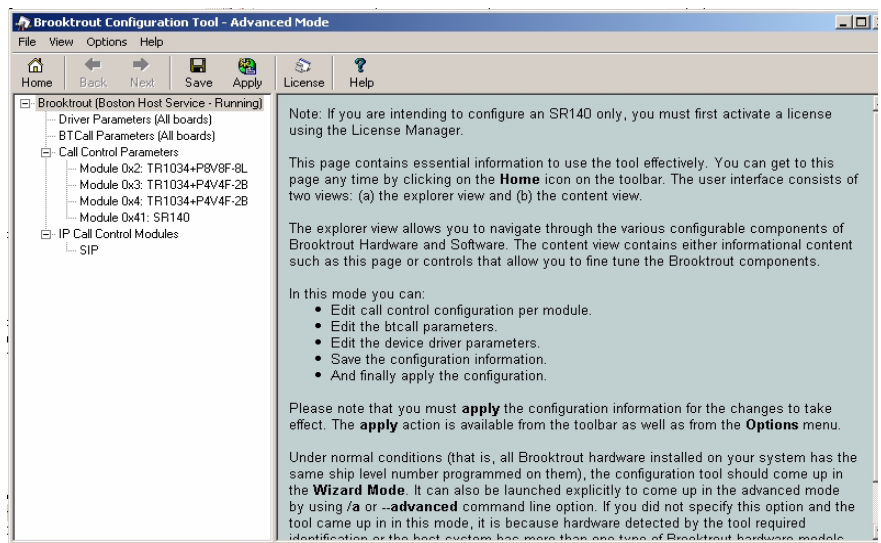 Brooktrout Configuration Tool - Advanced Mode
File View Options Help
Home Back Next Save Apply License Help
Brooktrout (Boston Host Service - Running)
Driver Parameters (All boards)
BTCall Parameters (All boards)
Call Control Parameters
Module 0x2: TR1034+P8V8F-8L
Module 0x3: TR1034+P4V4F-2B
Module 0x4: TR1034+P4V4F-2B
Module 0x41: SR140
IP Call Control Modules
SIP
Note: If you are intending to configure an SR140 only, you must first activate a license
using the License Manager.
This page contains essential information to use the tool effectively. You can get to this
page any time by clicking on the Home icon on the toolbar. The user interface consists of
two views: (a) the explorer view and (b) the content view.
The explorer view allows you to navigate through the various configurable components of
Brooktrout Hardware and Software. The content view contains either informational content
such as this page or controls that allow you to fine tune the Brooktrout components.
In this mode you can:
• Edit call control configuration per module.
• Edit the btcall parameters.
• Edit the device driver parameters.
• Save the configuration information.
• And finally apply the configuration.
Please note that you must apply the configuration information for the changes to take
effect. The apply action is available from the toolbar as well as from the Options menu.
Under normal conditions (that is, all Brooktrout hardware installed on your system has the
same ship level number programmed on them), the configuration tool should come up in
the Wizard Mode. It can also be launched explicitly to come up in the advanced mode
by using /a or --advanced command line option. If you did not specify this option and the
tool came up in in this mode, it is because hardware detected by the tool required
identification or the host system has more than one type of Brooktrout hardware models